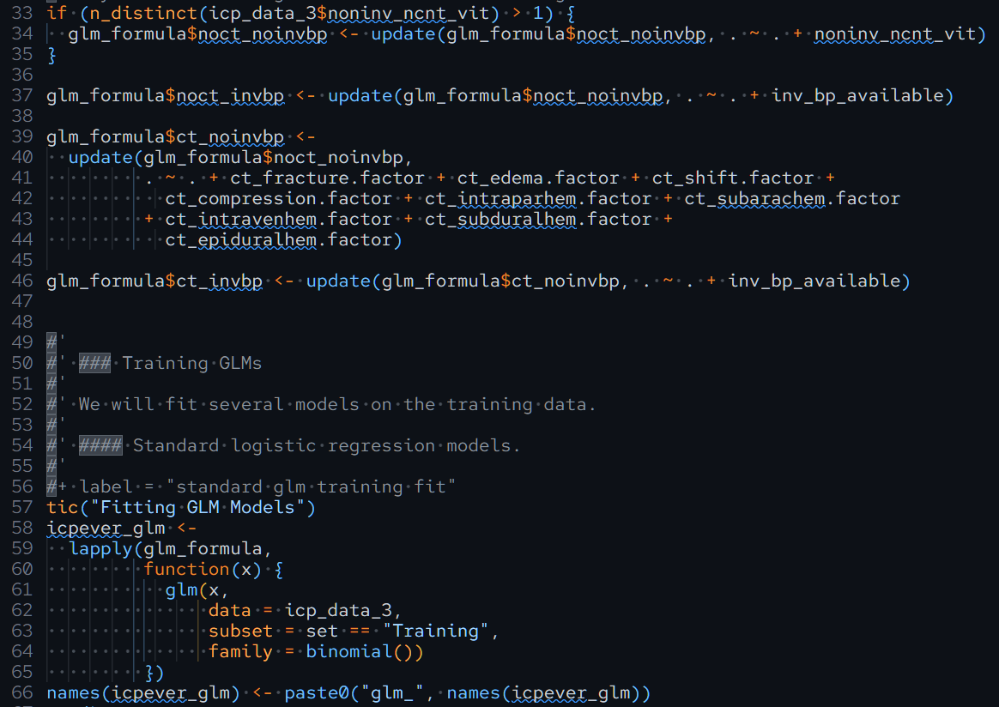 33 if (n_distinct(icp_data_3$noninv_ncnt_vit) > 1) {
34   glm_formula$noct_noinvbp <- update(glm_formula$noct_noinvbp, . ~ . + noninv_ncnt_vit)
35 }
36
37 glm_formula$noct_invbp <- update(glm_formula$noct_noinvbp, . ~ . + inv_bp_available)
38
39 glm_formula$ct_noinvbp <-
40   update(glm_formula$noct_noinvbp,
41          . ~ . + ct_fracture.factor + ct_edema.factor + ct_shift.factor +
42            ct_compression.factor + ct_intraparhem.factor + ct_subarachem.factor
43          + ct_intravenhem.factor + ct_subduralhem.factor +
44            ct_epiduralhem.factor)
45
46 glm_formula$ct_invbp <- update(glm_formula$ct_noinvbp, . ~ . + inv_bp_available)
47
48
49 #'
50 #' ### Training GLMs
51 #'
52 #' We will fit several models on the training data.
53 #'
54 #' #### Standard logistic regression models.
55 #'
56 #+ label = "standard glm training fit"
57 tic("Fitting GLM Models")
58 icpever_glm <-
59   lapply(glm_formula,
60          function(x) {
61            glm(x,
62                data = icp_data_3,
63                subset = set == "Training",
64                family = binomial())
65          })
66 names(icpever_glm) <- paste0("glm_", names(icpever_glm))